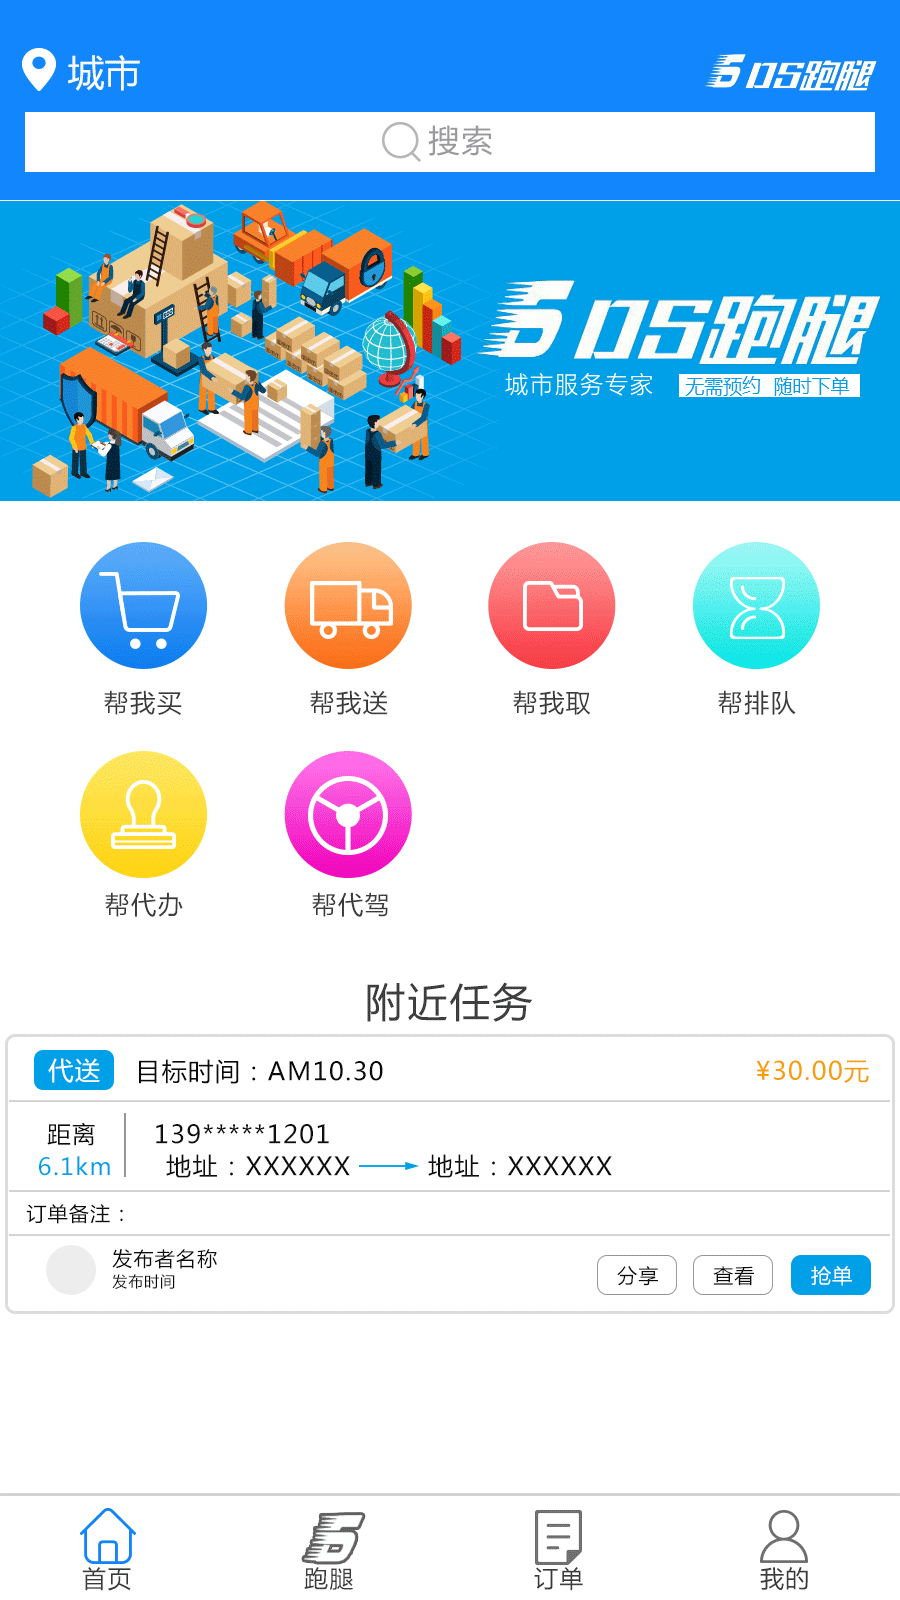 城市
6DS跑腿
搜索
6DS跑腿
城市服务专家 无需预约 随时下单
帮我买 帮我送 帮我取 帮排队
帮代办 帮代驾
附近任务
代送 目标时间：AM10.30 ¥30.00元
距离 139*****1201
6.1km 地址：XXXXXX 地址：XXXXXX
订单备注：
发布者名称
发布时间
分享 查看 抢单
首页 跑腿 订单 我的